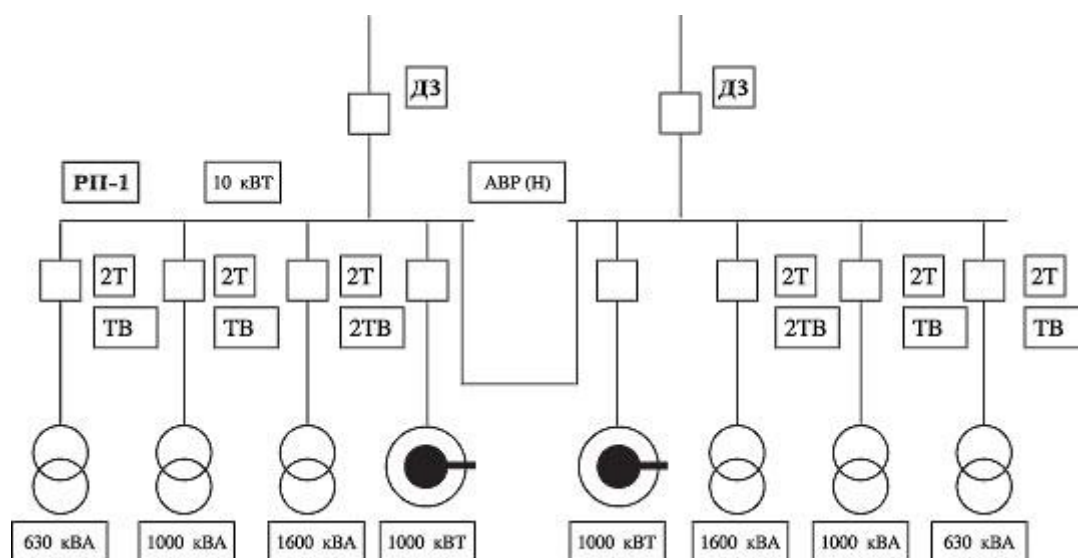 ДЗ
ДЗ
РП-1
10 кВТ
АВР (Н)
2Т
2Т
2Т
2Т
2Т
2Т
ТВ
ТВ
2ТВ
2ТВ
ТВ
ТВ
630 кВА
1000 кВА
1600 кВА
1000 кВТ
1000 кВТ
1600 кВА
1000 кВА
630 кВА